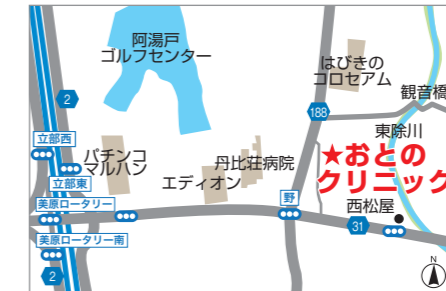 阿湯戸
ゴルフセンター
はびきの
コロセアム
観音橋
2
188
立部西
東除川
パチンコ
マルハン
立部東
丹比荘病院
エディオン
★おとの
クリニック
美原ロータリー
野
西松屋
31
美原ロータリー南
2
N